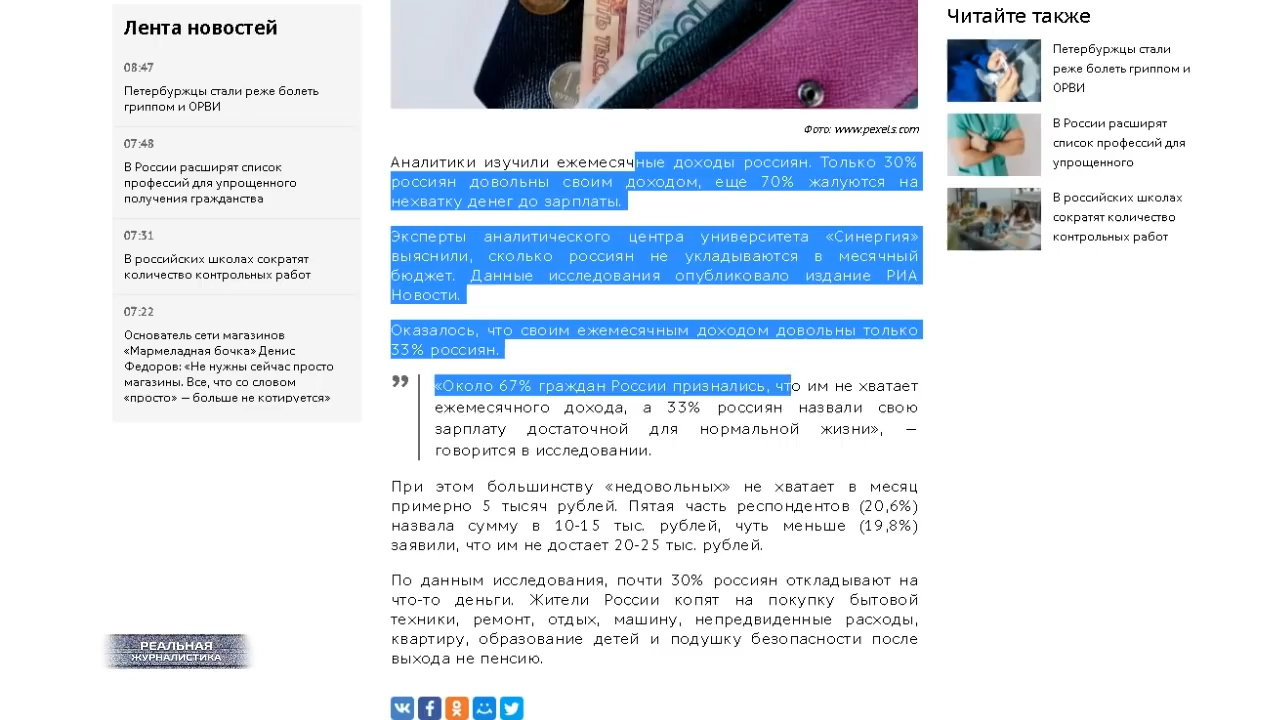 Лента новостей
08:47
Петербуржцы стали реже болеть
гриппом и ОРВИ
07:48
В России расширят список
профессий для упрощенного
получения гражданства
07:31
В российских школах сократят
количество контрольных работ
07:22
Основатель сети магазинов
«Мармеладная бочка» Денис
Федоров: «Не нужны сейчас просто
магазины. Все, что со словом
«просто» — больше не котируется»
Фото: www.pexels.com
Аналитики изучили ежемесячные доходы россиян. Только 30%
россиян довольны своим доходом, еще 70% жалуются на
нехватку денег до зарплаты.
Эксперты аналитического центра университета «Синергия»
выяснили, сколько россиян не укладываются в месячный
бюджет. Данные исследования опубликовало издание РИА
Новости.
Оказалось, что своим ежемесячным доходом довольны только
33% россиян.
«Около 67% граждан России признались, что им не хватает
ежемесячного дохода, а 33% россиян назвали свою
зарплату достаточной для нормальной жизни», —
говорится в исследовании.
При этом большинству «недовольных» не хватает в месяц
примерно 5 тысяч рублей. Пятая часть респондентов (20,6%)
назвала сумму в 10-15 тыс. рублей, чуть меньше (19,8%)
заявили, что им не достает 20-25 тыс. рублей.
По данным исследования, почти 30% россиян откладывают на
что-то деньги. Жители России копят на покупку бытовой
техники, ремонт, отдых, машину, непредвиденные расходы,
квартиру, образование детей и подушку безопасности после
выхода не пенсию.
Читайте также
Петербуржцы стали
реже болеть гриппом и
ОРВИ
В России расширят
список профессий для
упрощенного
В российских школах
сократят количество
контрольных работ
РЕАЛЬНАЯ
ЖУРНАЛИСТИКА